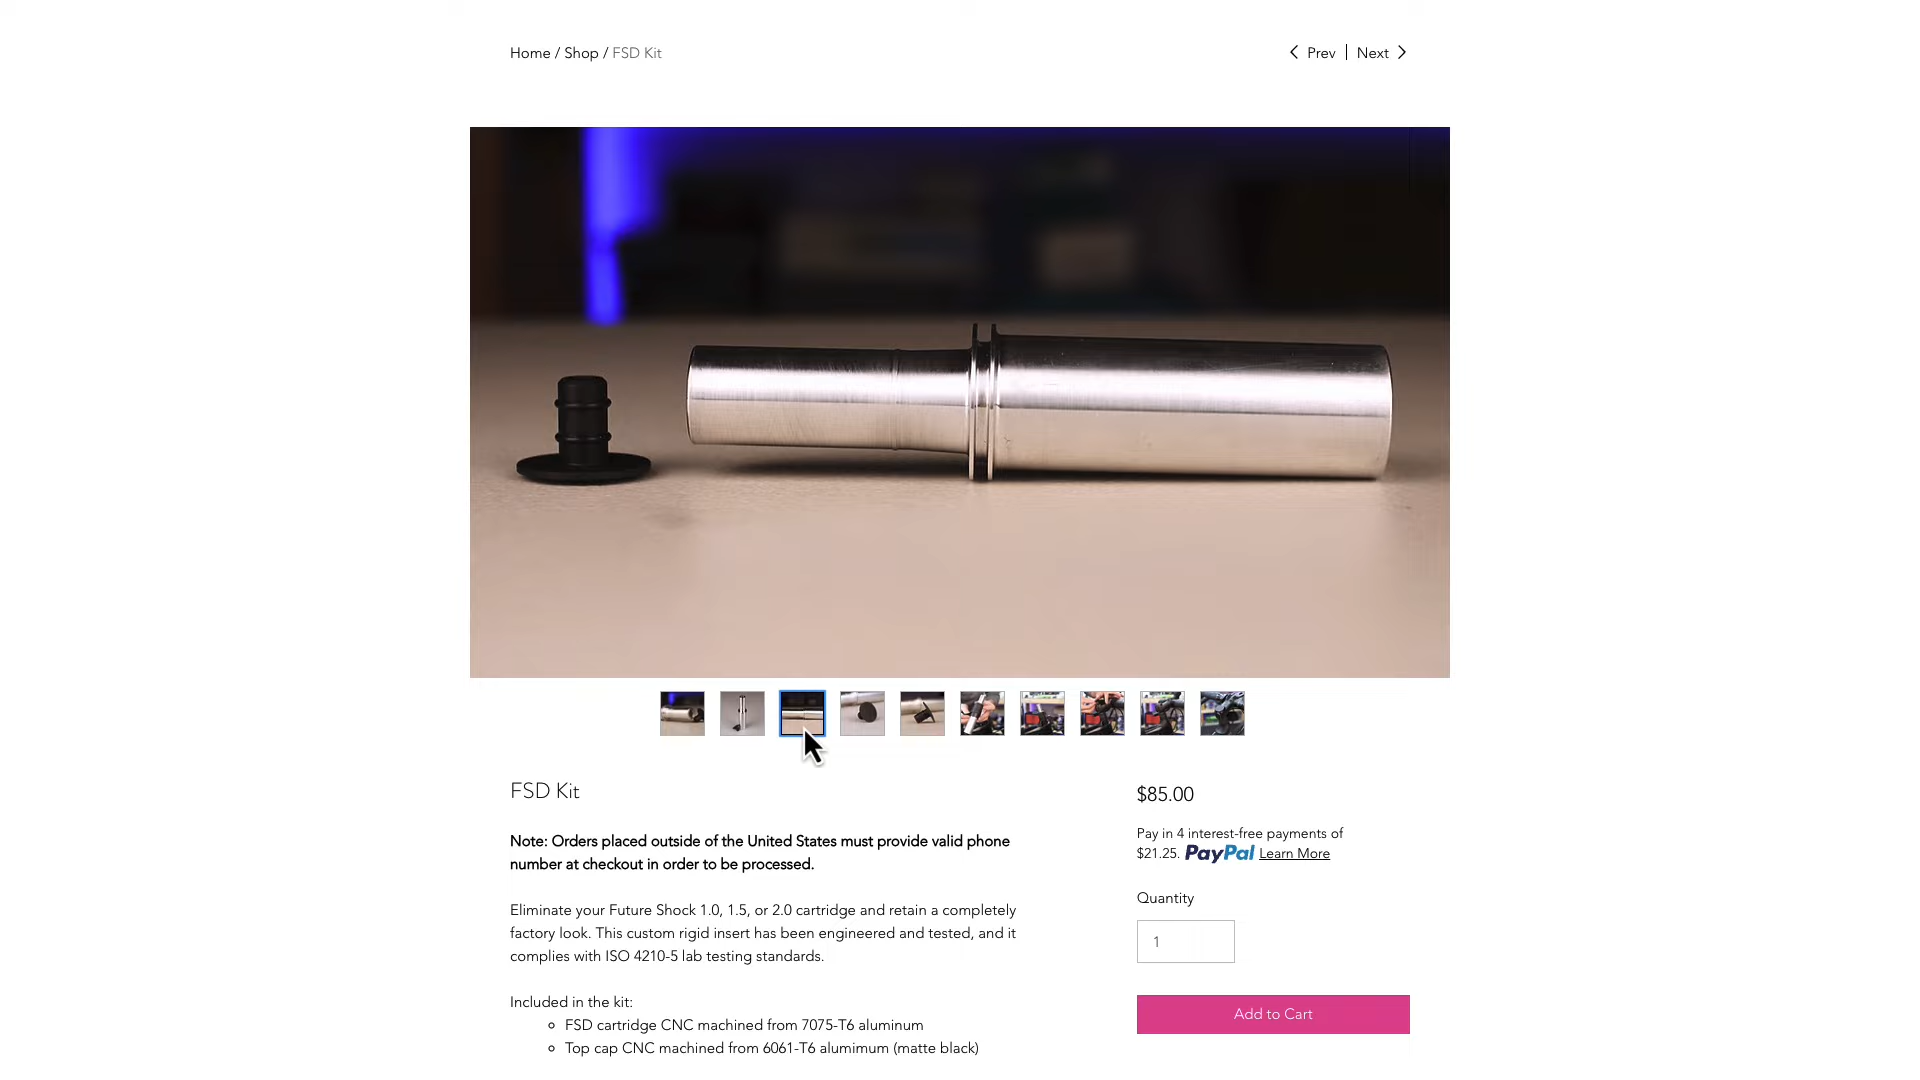 Home / Shop / FSD Kit
Prev | Next
FSD Kit
Note: Orders placed outside of the United States must provide valid phone
number at checkout in order to be processed.
Eliminate your Future Shock 1.0, 1.5, or 2.0 cartridge and retain a completely
factory look. This custom rigid insert has been engineered and tested, and it
complies with ISO 4210-5 lab testing standards.
Included in the kit:
FSD cartridge CNC machined from 7075-T6 aluminum
Top cap CNC machined from 6061-T6 alumimum (matte black)
$85.00
Pay in 4 interest-free payments of
$21.25. PayPal Learn More
Quantity
1
Add to Cart